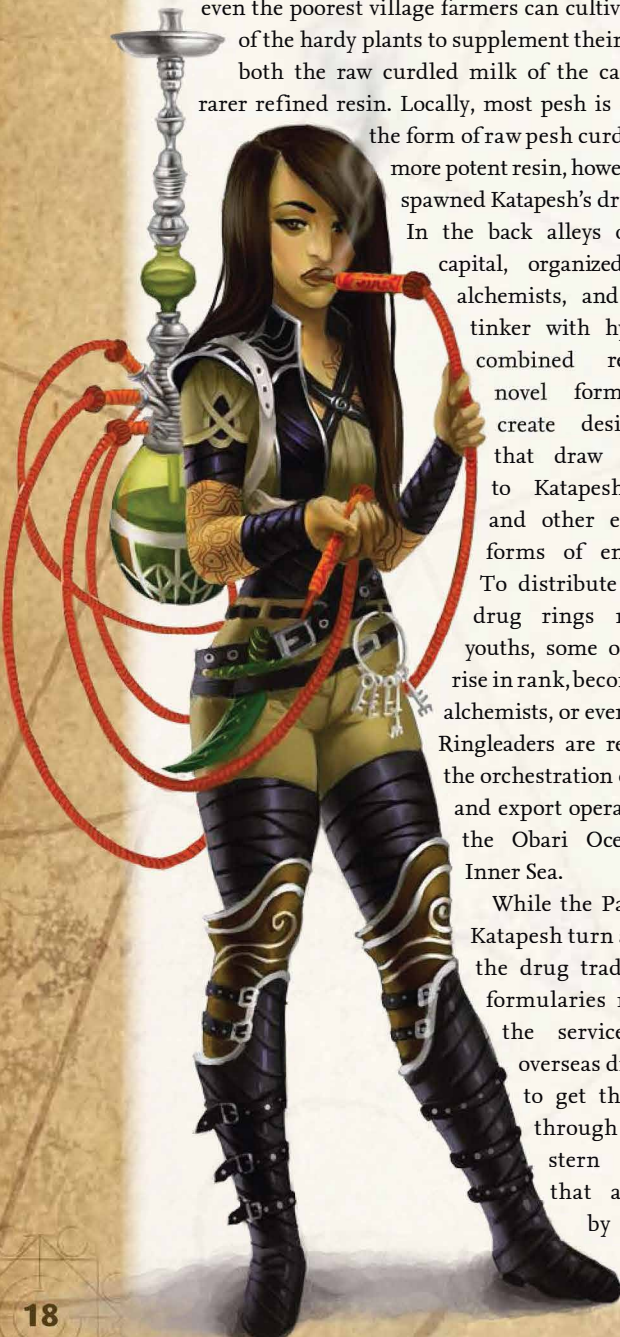 even the poorest village farmers can cultiv
of the hardy plants to supplement their
both the raw curdled milk of the ca
rarer refined resin. Locally, most pesh is
the form of raw pesh curd
more potent resin, howe
spawned Katapesh’s dr
In the back alleys o
capital, organized
alchemists, and
tinker with hy
combined re
novel form
create desi
that draw
to Katapesh
and other e
forms of en
To distribute
drug rings r
youths, some o
rise in rank, becom
alchemists, or ever
Ringleaders are re
the orchestration o
and export opera
the Obari Oce
Inner Sea.
While the Pa
Katapesh turn
the drug trad
formularies
the service
overseas di
to get th
through
stern
that a
by
18